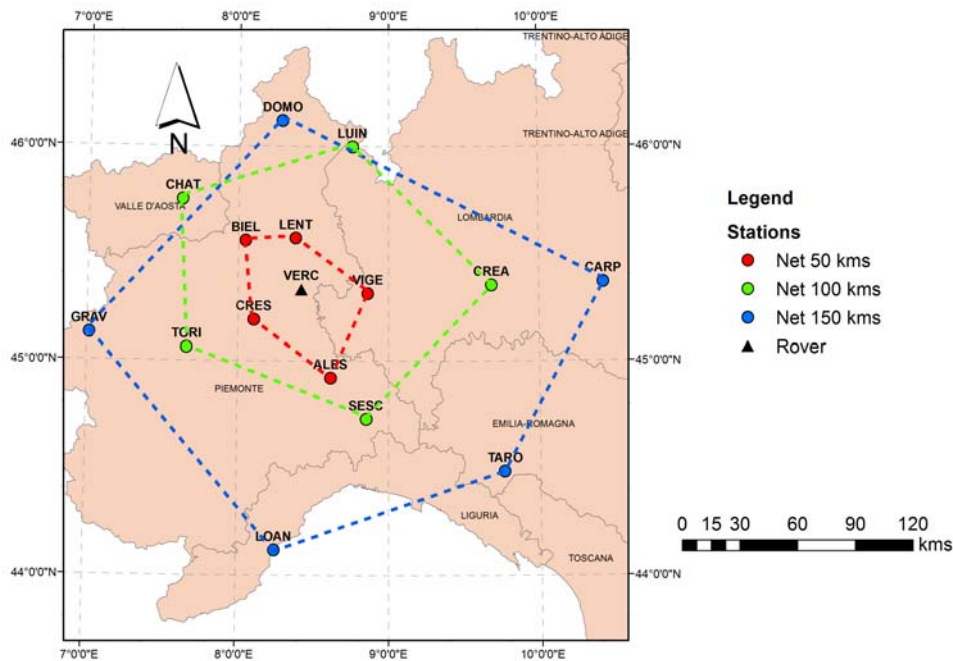 7°0'0"E 8°0'0"E 9°0'0"E 10°0'0"E
TRENTINO-ALTO ADIGE
DOMO
LUIN
46°0'0"N 46°0'0"N
TRENTINO-ALTO ADIGE
N
CHAT
VALLE D'AOSTA
LOMBARDIA
BIEL LENT
VERC VIGE CREA CARP
CRES
GRAV
TORI
45°0'0"N 45°0'0"N
ALES
PIEMONTE
SESC
EMILIA-ROMAGNA
TARO
LIGURIA
LOAN
TOSCANA
44°0'0"N 44°0'0"N
7°0'0"E 8°0'0"E 9°0'0"E 10°0'0"E
Legend
Stations
Net 50 kms
Net 100 kms
Net 150 kms
Rover
0 15 30 60 90 120
kms